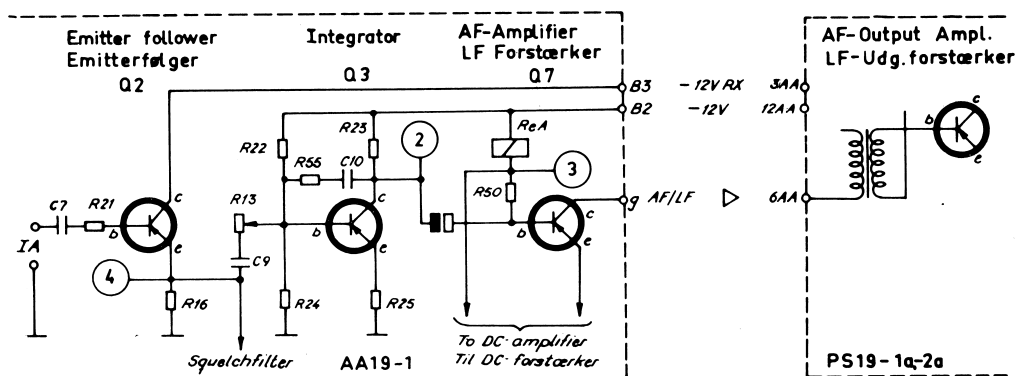 Emitter follower
Emitterfølger
Q2
Integrator
Q3
AF-Amplifier
LF Forstærker
Q7
AF-Output Ampl.
LF-Udg.forstærker
B3 -12V RX 3AA
B2 -12V 12AA
R22
R23
ReA
R55
C10
2
3
R50
C7
R21
R13
IA
b
c
e
b
c
e
b
c
e
b
c
e
g AF/LF 6AA
4
C9
R16
R24
R25
Squelchfilter
AA19-1
To DC-amplifier
Til DC-forstærker
PS19-1a,-2a